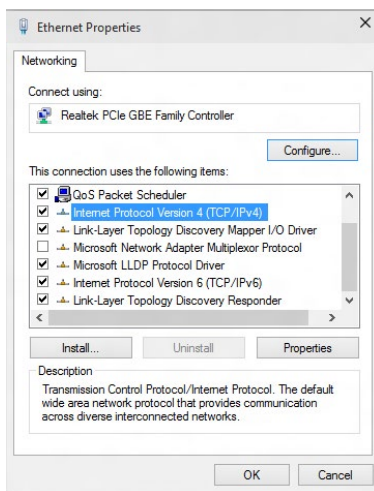 Ethernet Properties
Networking
Connect using:
Realtek PCIe GBE Family Controller
Configure...
This connection uses the following items:
QoS Packet Scheduler
Internet Protocol Version 4 (TCP/IPv4)
Link-Layer Topology Discovery Mapper I/O Driver
Microsoft Network Adapter Multiplexor Protocol
Microsoft LLDP Protocol Driver
Internet Protocol Version 6 (TCP/IPv6)
Link-Layer Topology Discovery Responder
Install... Uninstall Properties
Description
Transmission Control Protocol/Internet Protocol. The default
wide area network protocol that provides communication
across diverse interconnected networks.
OK Cancel